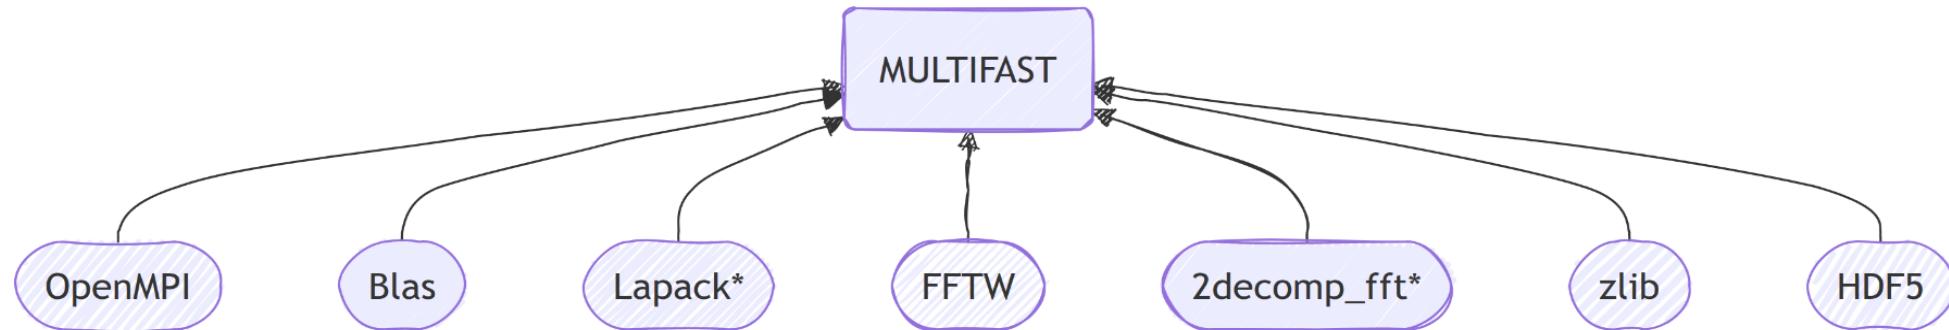 MULTIFAST
OpenMPI
Blas
Lapack*
FFTW
2decomp_fft*
zlib
HDF5